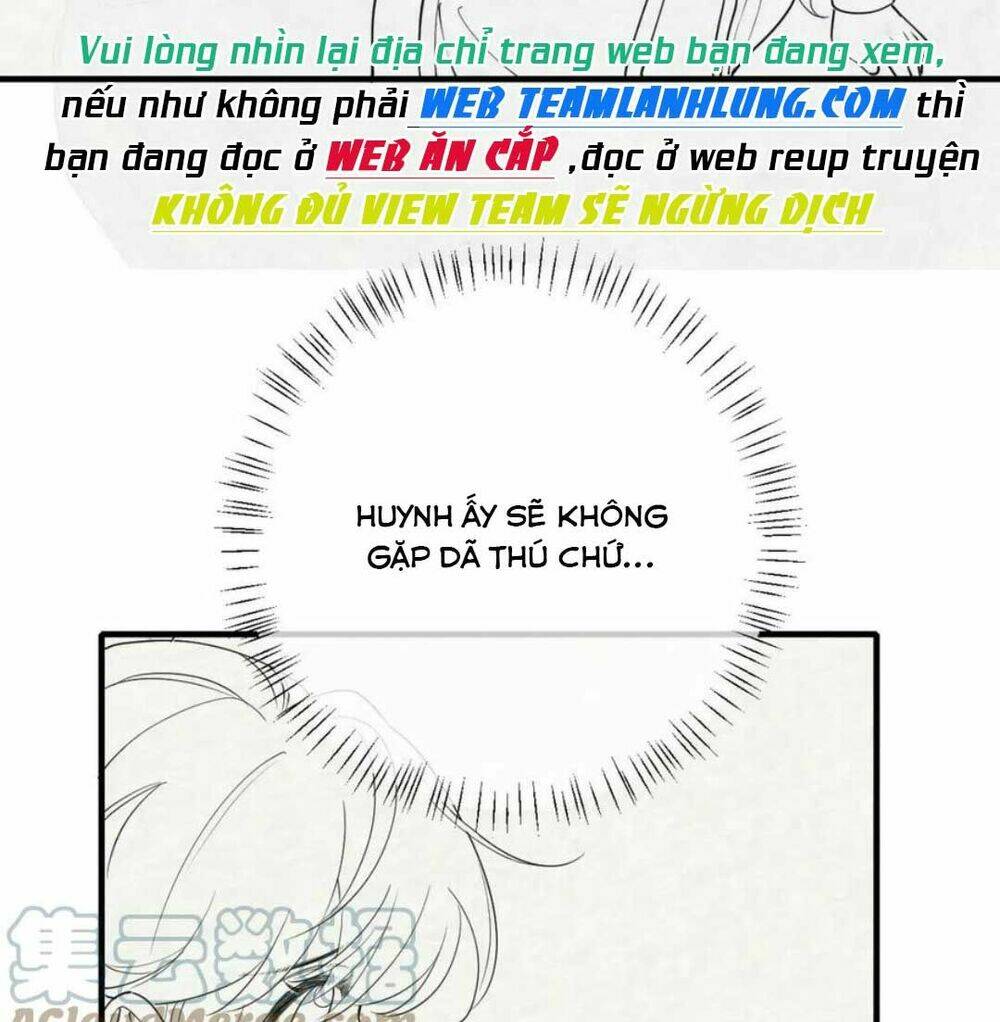 Vui lòng nhìn lại địa chỉ trang web bạn đang xem,
nếu như không phải WEB TEAMLANHLUNG.COM thì
bạn đang đọc ở WEB ĂN CẮP ,đọc ở web reup truyện
KHÔNG ĐỦ VIEW TEAM SẼ NGỪNG DỊCH
HUYNH ẤY SẼ KHÔNG
GẶP DÃ THÚ CHỨ...
集云数据
AcloudMerge.com